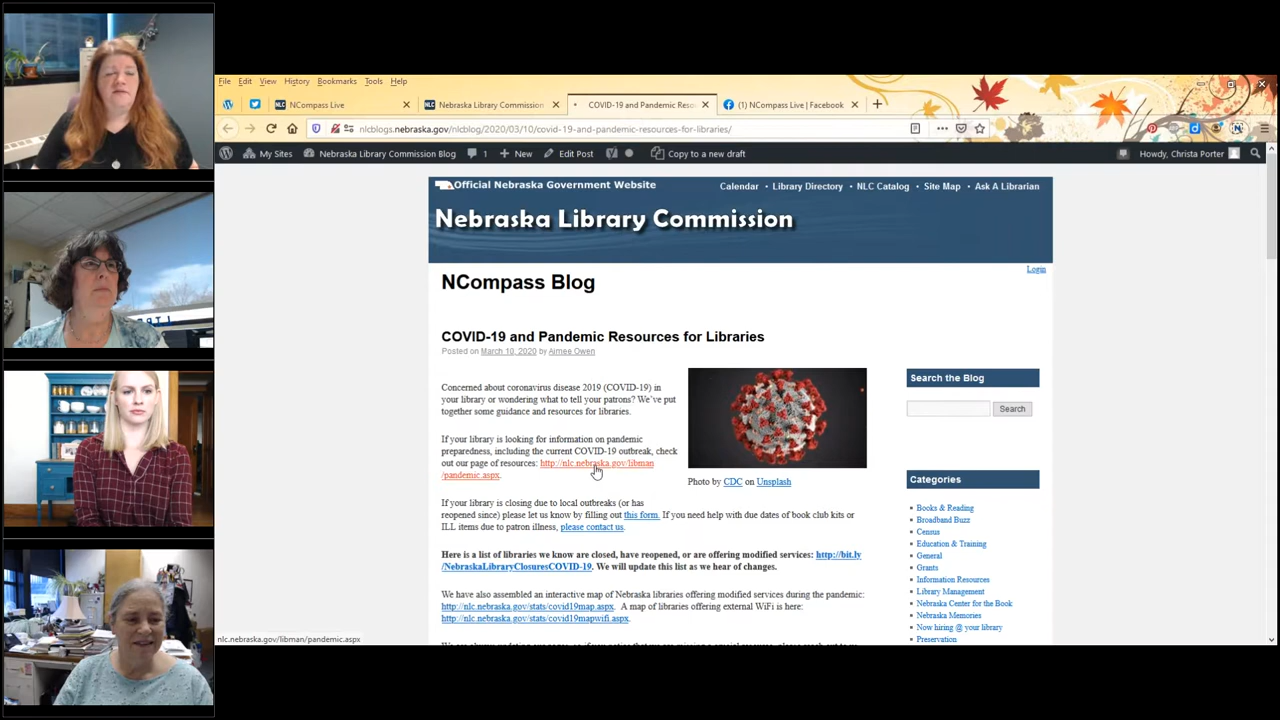 File Edit View History Bookmarks Tools Help
NCompass Live
Nebraska Library Commission
COVID-19 and Pandemic Reso
(1) NCompass Live | Facebook
nlcblogs.nebraska.gov/nlcblog/2020/03/10/covid-19-and-pandemic-resources-for-libraries/
My Sites Nebraska Library Commission Blog 1 + New Edit Post Copy to a new draft Howdy, Christa Porter
Official Nebraska Government Website
Calendar • Library Directory • NLC Catalog • Site Map • Ask A Librarian
Nebraska Library Commission
Login
NCompass Blog
COVID-19 and Pandemic Resources for Libraries
Posted on March 10, 2020 by Aimee Owen
Concerned about coronavirus disease 2019 (COVID-19) in
your library or wondering what to tell your patrons? We've put
together some guidance and resources for libraries.
If your library is looking for information on pandemic
preparedness, including the current COVID-19 outbreak, check
out our page of resources: http://nlc.nebraska.gov/libman
/pandemic.aspx.
Photo by CDC on Unsplash
If your library is closing due to local outbreaks (or has
reopened since) please let us know by filling out this form. If you need help with due dates of book club kits or
ILL items due to patron illness, please contact us.
Here is a list of libraries we know are closed, have reopened, or are offering modified services: http://bit.ly
/NebraskaLibraryClosuresCOVID-19. We will update this list as we hear of changes.
We have also assembled an interactive map of Nebraska libraries offering modified services during the pandemic:
http://nlc.nebraska.gov/stats/covid19map.aspx. A map of libraries offering external WiFi is here:
http://nlc.nebraska.gov/stats/covid19mapwifi.aspx.
Search the Blog
Search
Categories
Books & Reading
Broadband Buzz
Census
Education & Training
General
Grants
Information Resources
Library Management
Nebraska Center for the Book
Nebraska Memories
Now hiring @ your library
Preservation
nlc.nebraska.gov/libman/pandemic.aspx